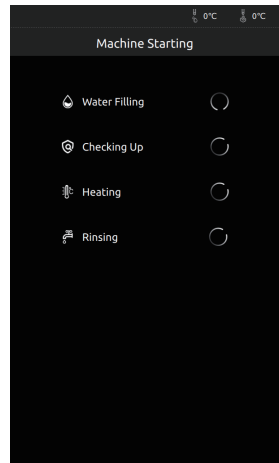 0°C 0°C
Machine Starting
Water Filling
Checking Up
Heating
Rinsing